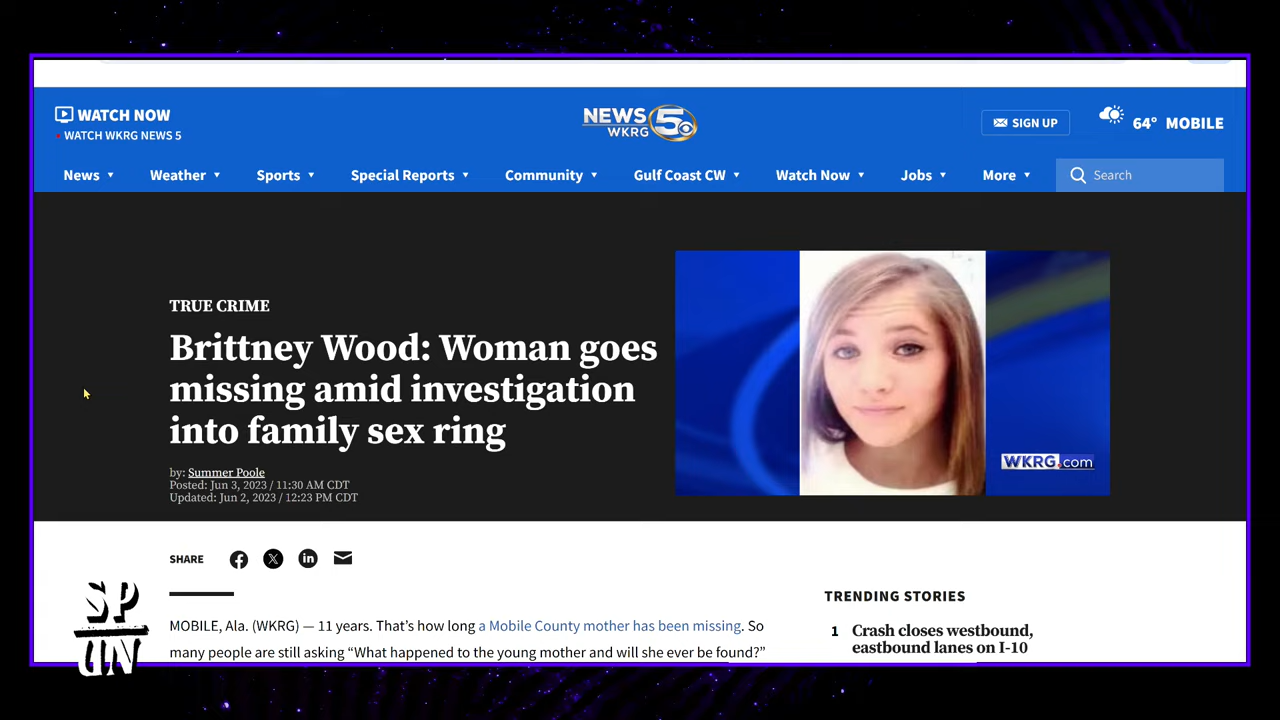 WATCH NOW
WATCH WKRG NEWS 5
NEWS 5
WKRG
SIGN UP
64° MOBILE
News
Weather
Sports
Special Reports
Community
Gulf Coast CW
Watch Now
Jobs
More
Search
TRUE CRIME
Brittney Wood: Woman goes
missing amid investigation
into family sex ring
by: Summer Poole
Posted: Jun 3, 2023 / 11:30 AM CDT
Updated: Jun 2, 2023 / 12:23 PM CDT
WKRG.com
SHARE
MOBILE, Ala. (WKRG) — 11 years. That’s how long a Mobile County mother has been missing. So
many people are still asking “What happened to the young mother and will she ever be found?”
TRENDING STORIES
1 Crash closes westbound,
eastbound lanes on I-10
SP
UN